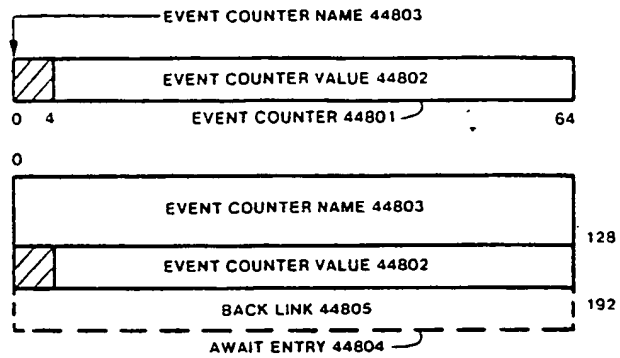 EVENT COUNTER NAME 44803
EVENT COUNTER VALUE 44802
0 4 EVENT COUNTER 44801 64
0
EVENT COUNTER NAME 44803
128
EVENT COUNTER VALUE 44802
BACK LINK 44805 192
AWAIT ENTRY 44804